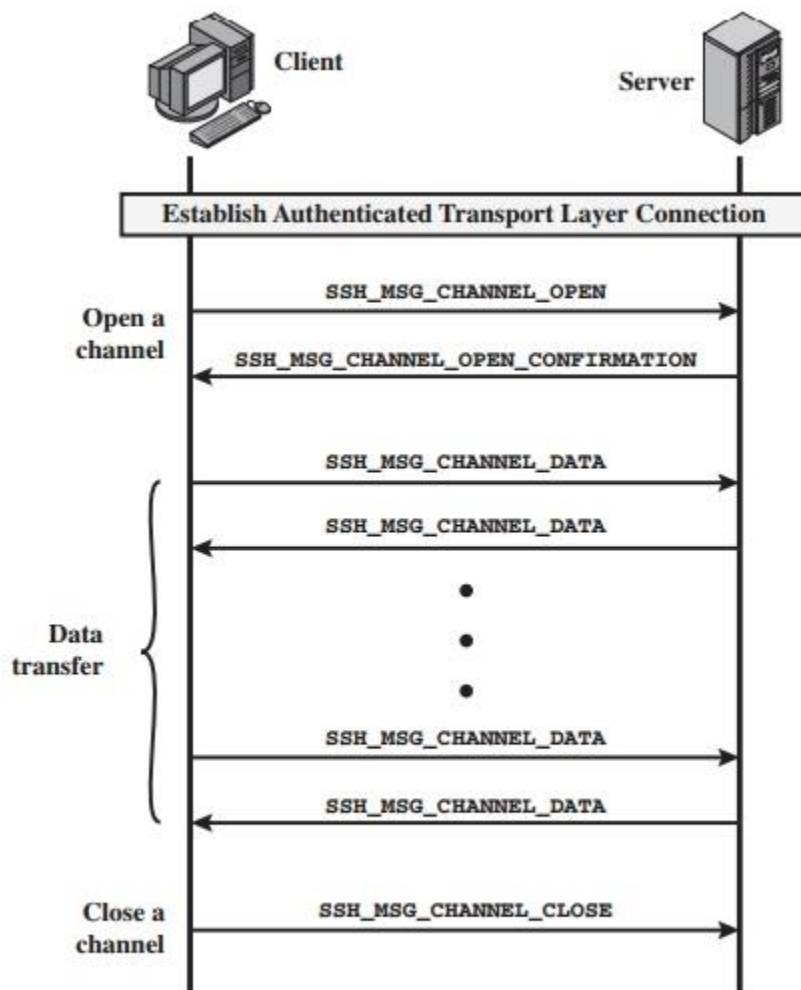 Client
Server
Establish Authenticated Transport Layer Connection
SSH_MSG_CHANNEL_OPEN
Open a
channel
SSH_MSG_CHANNEL_OPEN_CONFIRMATION
SSH_MSG_CHANNEL_DATA
SSH_MSG_CHANNEL_DATA
Data
transfer
SSH_MSG_CHANNEL_DATA
SSH_MSG_CHANNEL_DATA
Close a
channel
SSH_MSG_CHANNEL_CLOSE